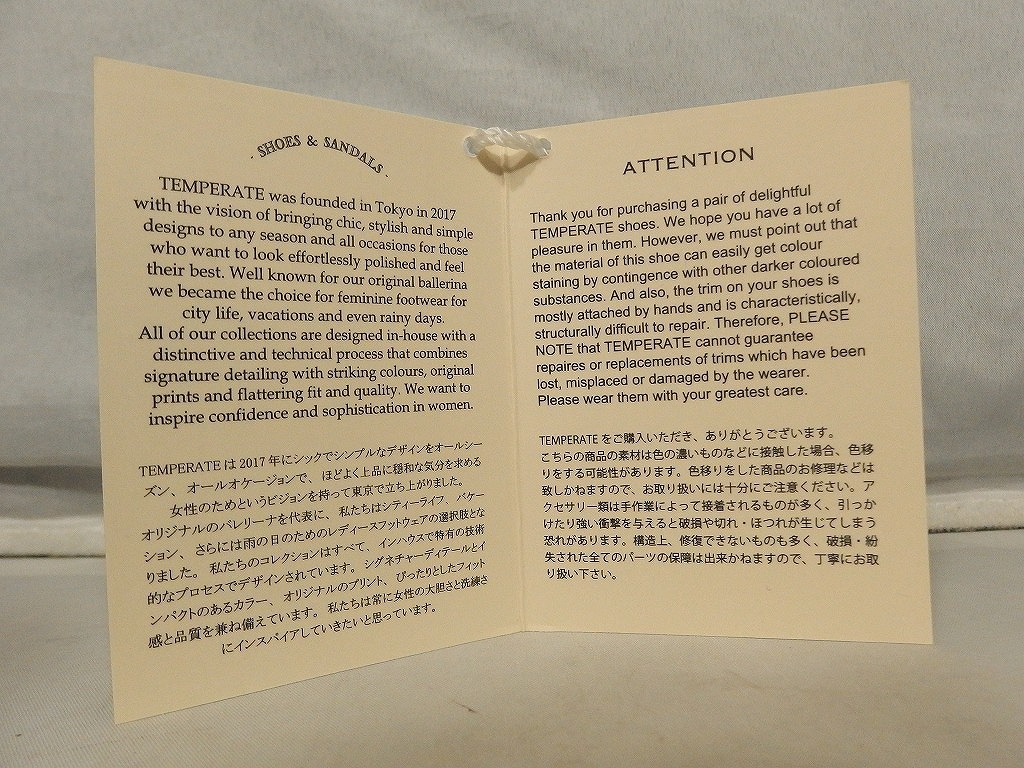 · SHOES & SANDALS ·
TEMPERATE was founded in Tokyo in 2017
with the vision of bringing chic, stylish and simple
designs to any season and all occasions for those
who want to look effortlessly polished and feel
their best. Well known for our original ballerina
we became the choice for feminine footwear for
city life, vacations and even rainy days.
All of our collections are designed in-house with a
distinctive and technical process that combines
signature detailing with striking colours, original
prints and flattering fit and quality. We want to
inspire confidence and sophistication in women.
TEMPERATE は 2017 年にシックでシンプルなデザインをオールシー
ズン、オールオケージョンで、ほどよく上品に穏和な気分を求める
女性のためというビジョンを持って東京で立ち上がりました。
オリジナルのバレリーナを代表に、私たちはシティーライフ、バケー
ション、さらには雨の日のためのレディースフットウェアの選択肢とな
りました。私たちのコレクションはすべて、インハウスで特有の技術
的なプロセスでデザインされています。シグネチャーディテールとイ
ンパクトのあるカラー、オリジナルのプリント、ぴったりとしたフィット
感と品質を兼ね備えています。私たちは常に女性の大胆さと洗練さ
にインスパイアしていきたいと思っています。
ATTENTION
Thank you for purchasing a pair of delightful
TEMPERATE shoes. We hope you have a lot of
pleasure in them. However, we must point out that
the material of this shoe can easily get colour
staining by contingence with other darker coloured
substances. And also, the trim on your shoes is
mostly attached by hands and is characteristically,
structurally difficult to repair. Therefore, PLEASE
NOTE that TEMPERATE cannot guarantee
repaires or replacements of trims which have been
lost, misplaced or damaged by the wearer.
Please wear them with your greatest care.
TEMPERATE をご購入いただき、ありがとうございます。
こちらの商品の素材は色の濃いものなどに接触した場合、色移
りをする可能性があります。色移りをした商品のお修理などは
致しかねますので、お取り扱いには十分にご注意ください。ア
クセサリー類は手作業によって接着されるものが多く、引っか
けたり強い衝撃を与えると破損や切れ・ほつれが生じてしまう
恐れがあります。構造上、修復できないものも多く、破損・紛
失された全てのパーツの保障は出来かねますので、丁寧にお取
り扱い下さい。